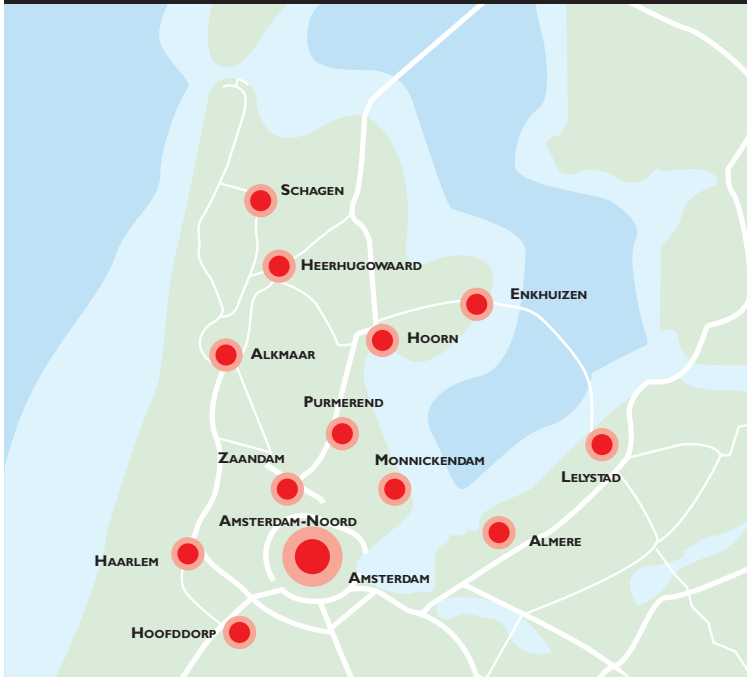 Schagen
Heerhugowaard
Enkhuizen
Hoorn
Alkmaar
Purmerend
Zaandam
Monnickendam
Lelystad
Amsterdam-Noord
Almere
Haarlem
Amsterdam
Hoofddorp